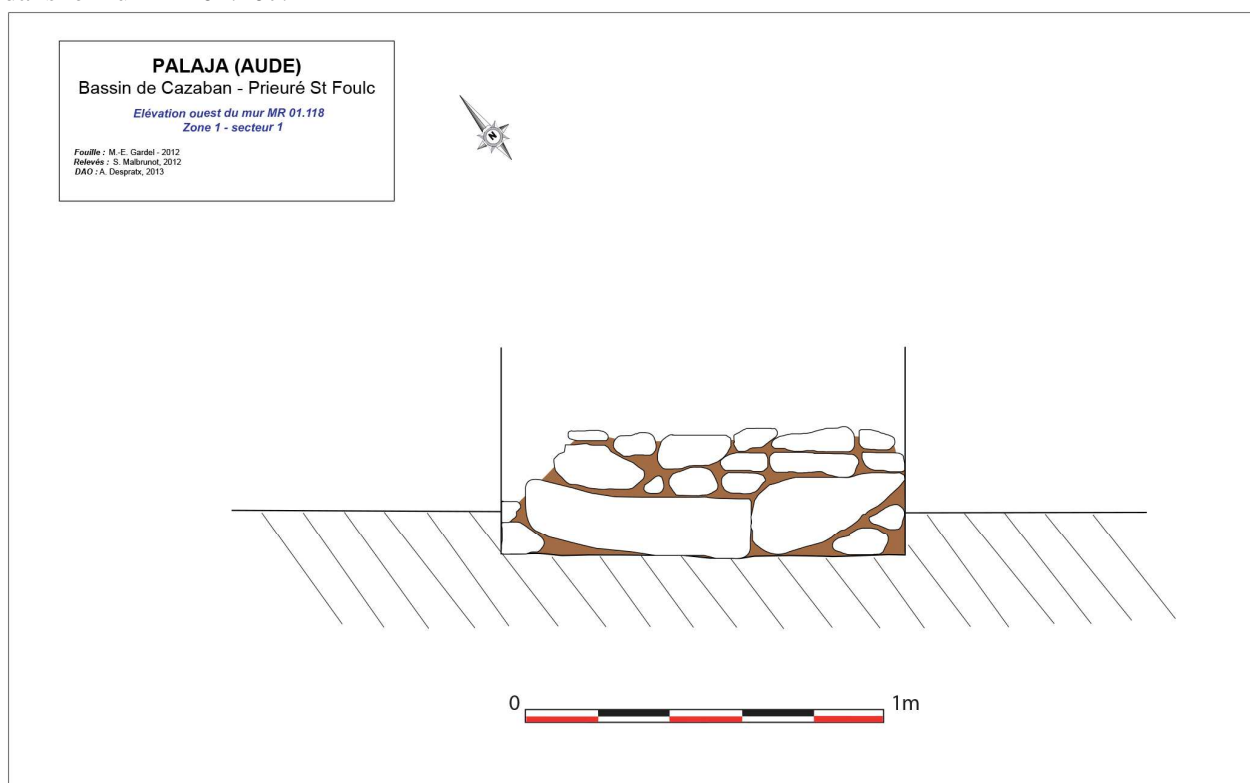 PALAJA (AUDE)
Bassin de Cazaban - Prieuré St Foulc
Elévation ouest du mur MR 01.118
Zone 1 - secteur 1
Fouille : M.-E. Gardel - 2012
Relevés : S. Malbrunot, 2012
DAO : A. Despratx, 2013
N
0 1m